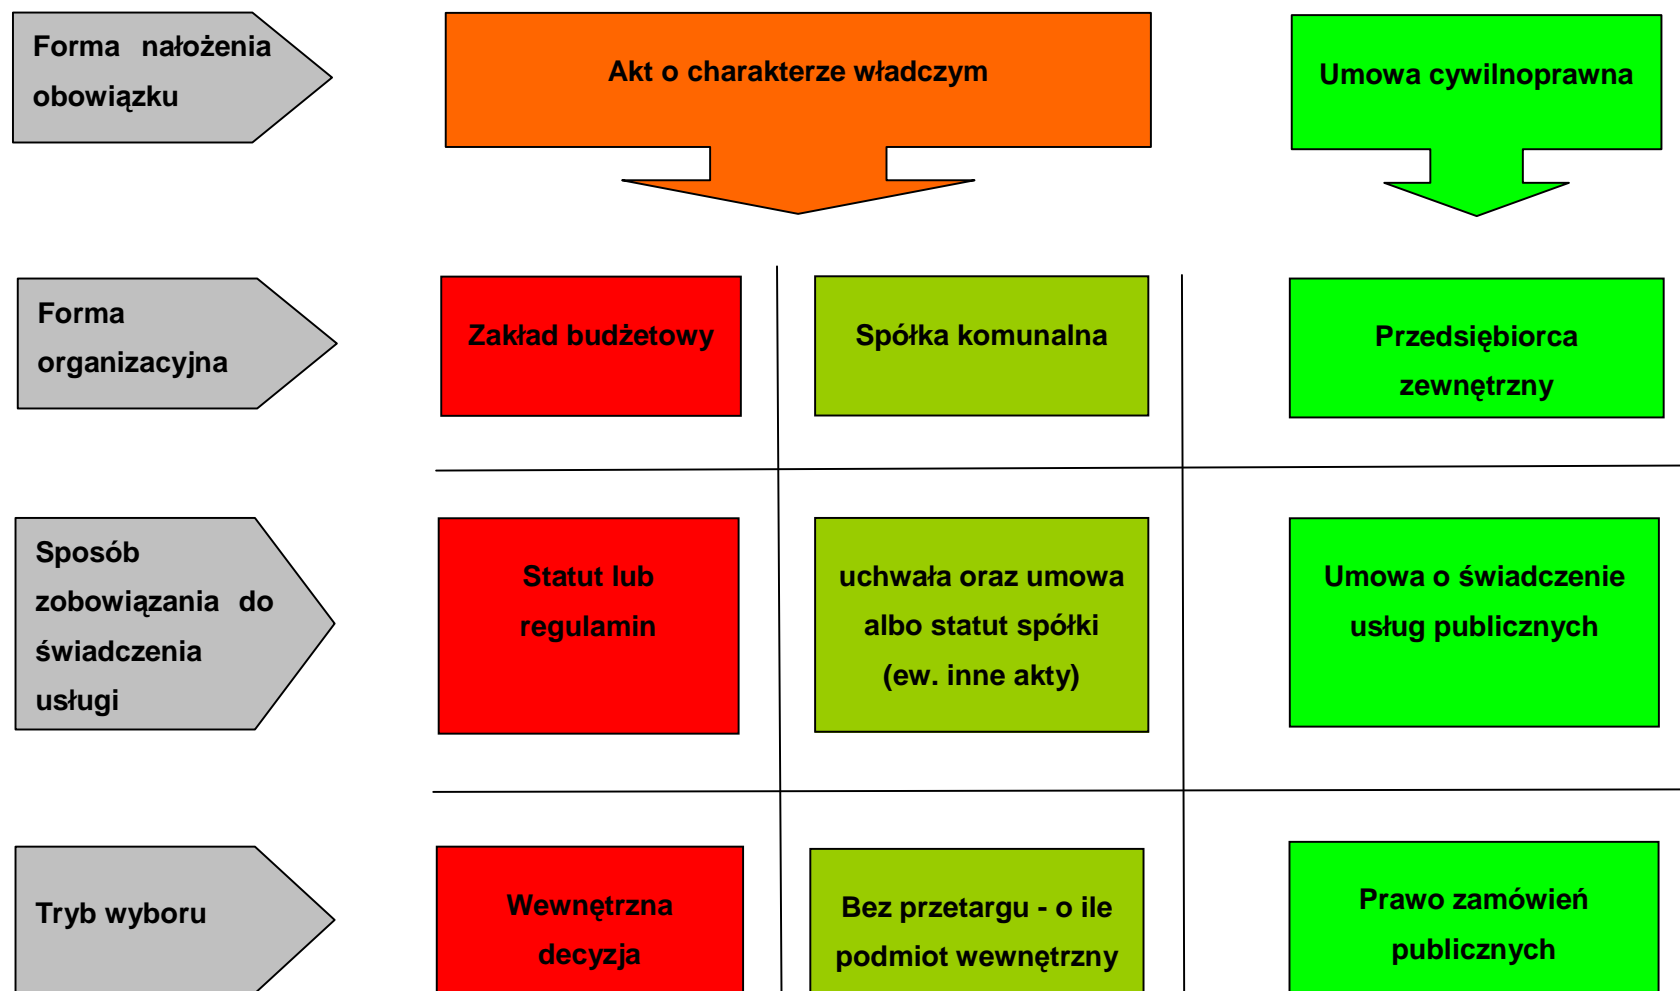 Forma nałożenia
obowiązku
Akt o charakterze władczym
Umowa cywilnoprawna
Forma
organizacyjna
Zakład budżetowy
Spółka komunalna
Przedsiębiorca
zewnętrzny
Sposób
zobowiązania do
świadczenia
usługi
Statut lub
regulamin
uchwała oraz umowa
albo statut spółki
(ew. inne akty)
Umowa o świadczenie
usług publicznych
Tryb wyboru
Wewnętrzna
decyzja
Bez przetargu - o ile
podmiot wewnętrzny
Prawo zamówień
publicznych